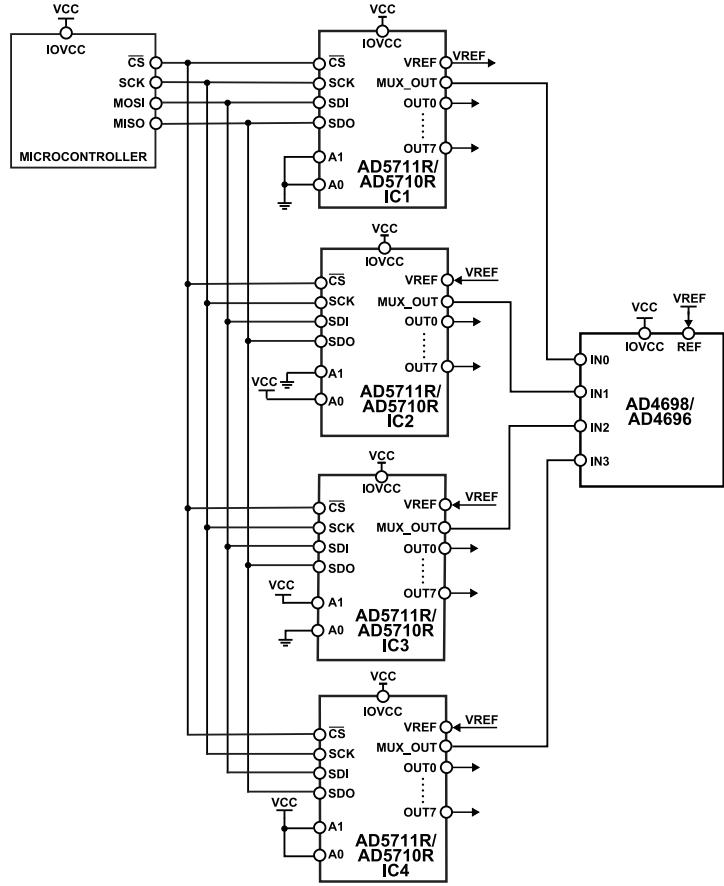 VCC
IOVCC
CS
SCK
MOSI
MISO
MICROCONTROLLER
VCC
IOVCC
CS
SCK
SDI
SDO
A1
A0
VREF
VREF
MUX_OUT
OUT0
OUT7
AD5711R/
AD5710R
IC1
VCC
IOVCC
CS
SCK
SDI
SDO
A1
VCC
A0
VREF
VREF
MUX_OUT
OUT0
OUT7
AD5711R/
AD5710R
IC2
VCC
IOVCC
CS
SCK
SDI
SDO
VCC
A1
A0
VREF
VREF
MUX_OUT
OUT0
OUT7
AD5711R/
AD5710R
IC3
VCC
IOVCC
CS
SCK
SDI
SDO
VCC
A1
A0
VREF
VREF
MUX_OUT
OUT0
OUT7
AD5711R/
AD5710R
IC4
VCC
VREF
IOVCC
REF
IN0
IN1
IN2
IN3
AD4698/
AD4696